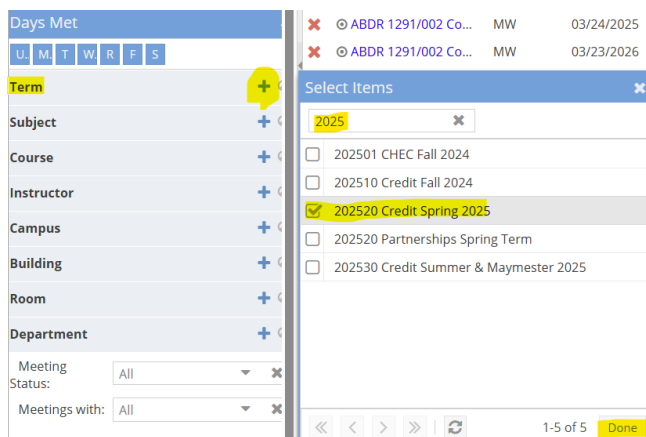 Days Met
U. M. T W. R F S
Term
Subject
Course
Instructor
Campus
Building
Room
Department
Meeting Status: All
Meetings with: All
ABDR 1291/002 Co... MW 03/24/2025
ABDR 1291/002 Co... MW 03/23/2026
Select Items
2025
202501 CHEC Fall 2024
202510 Credit Fall 2024
202520 Credit Spring 2025
202520 Partnerships Spring Term
202530 Credit Summer & Maymester 2025
1-5 of 5 Done